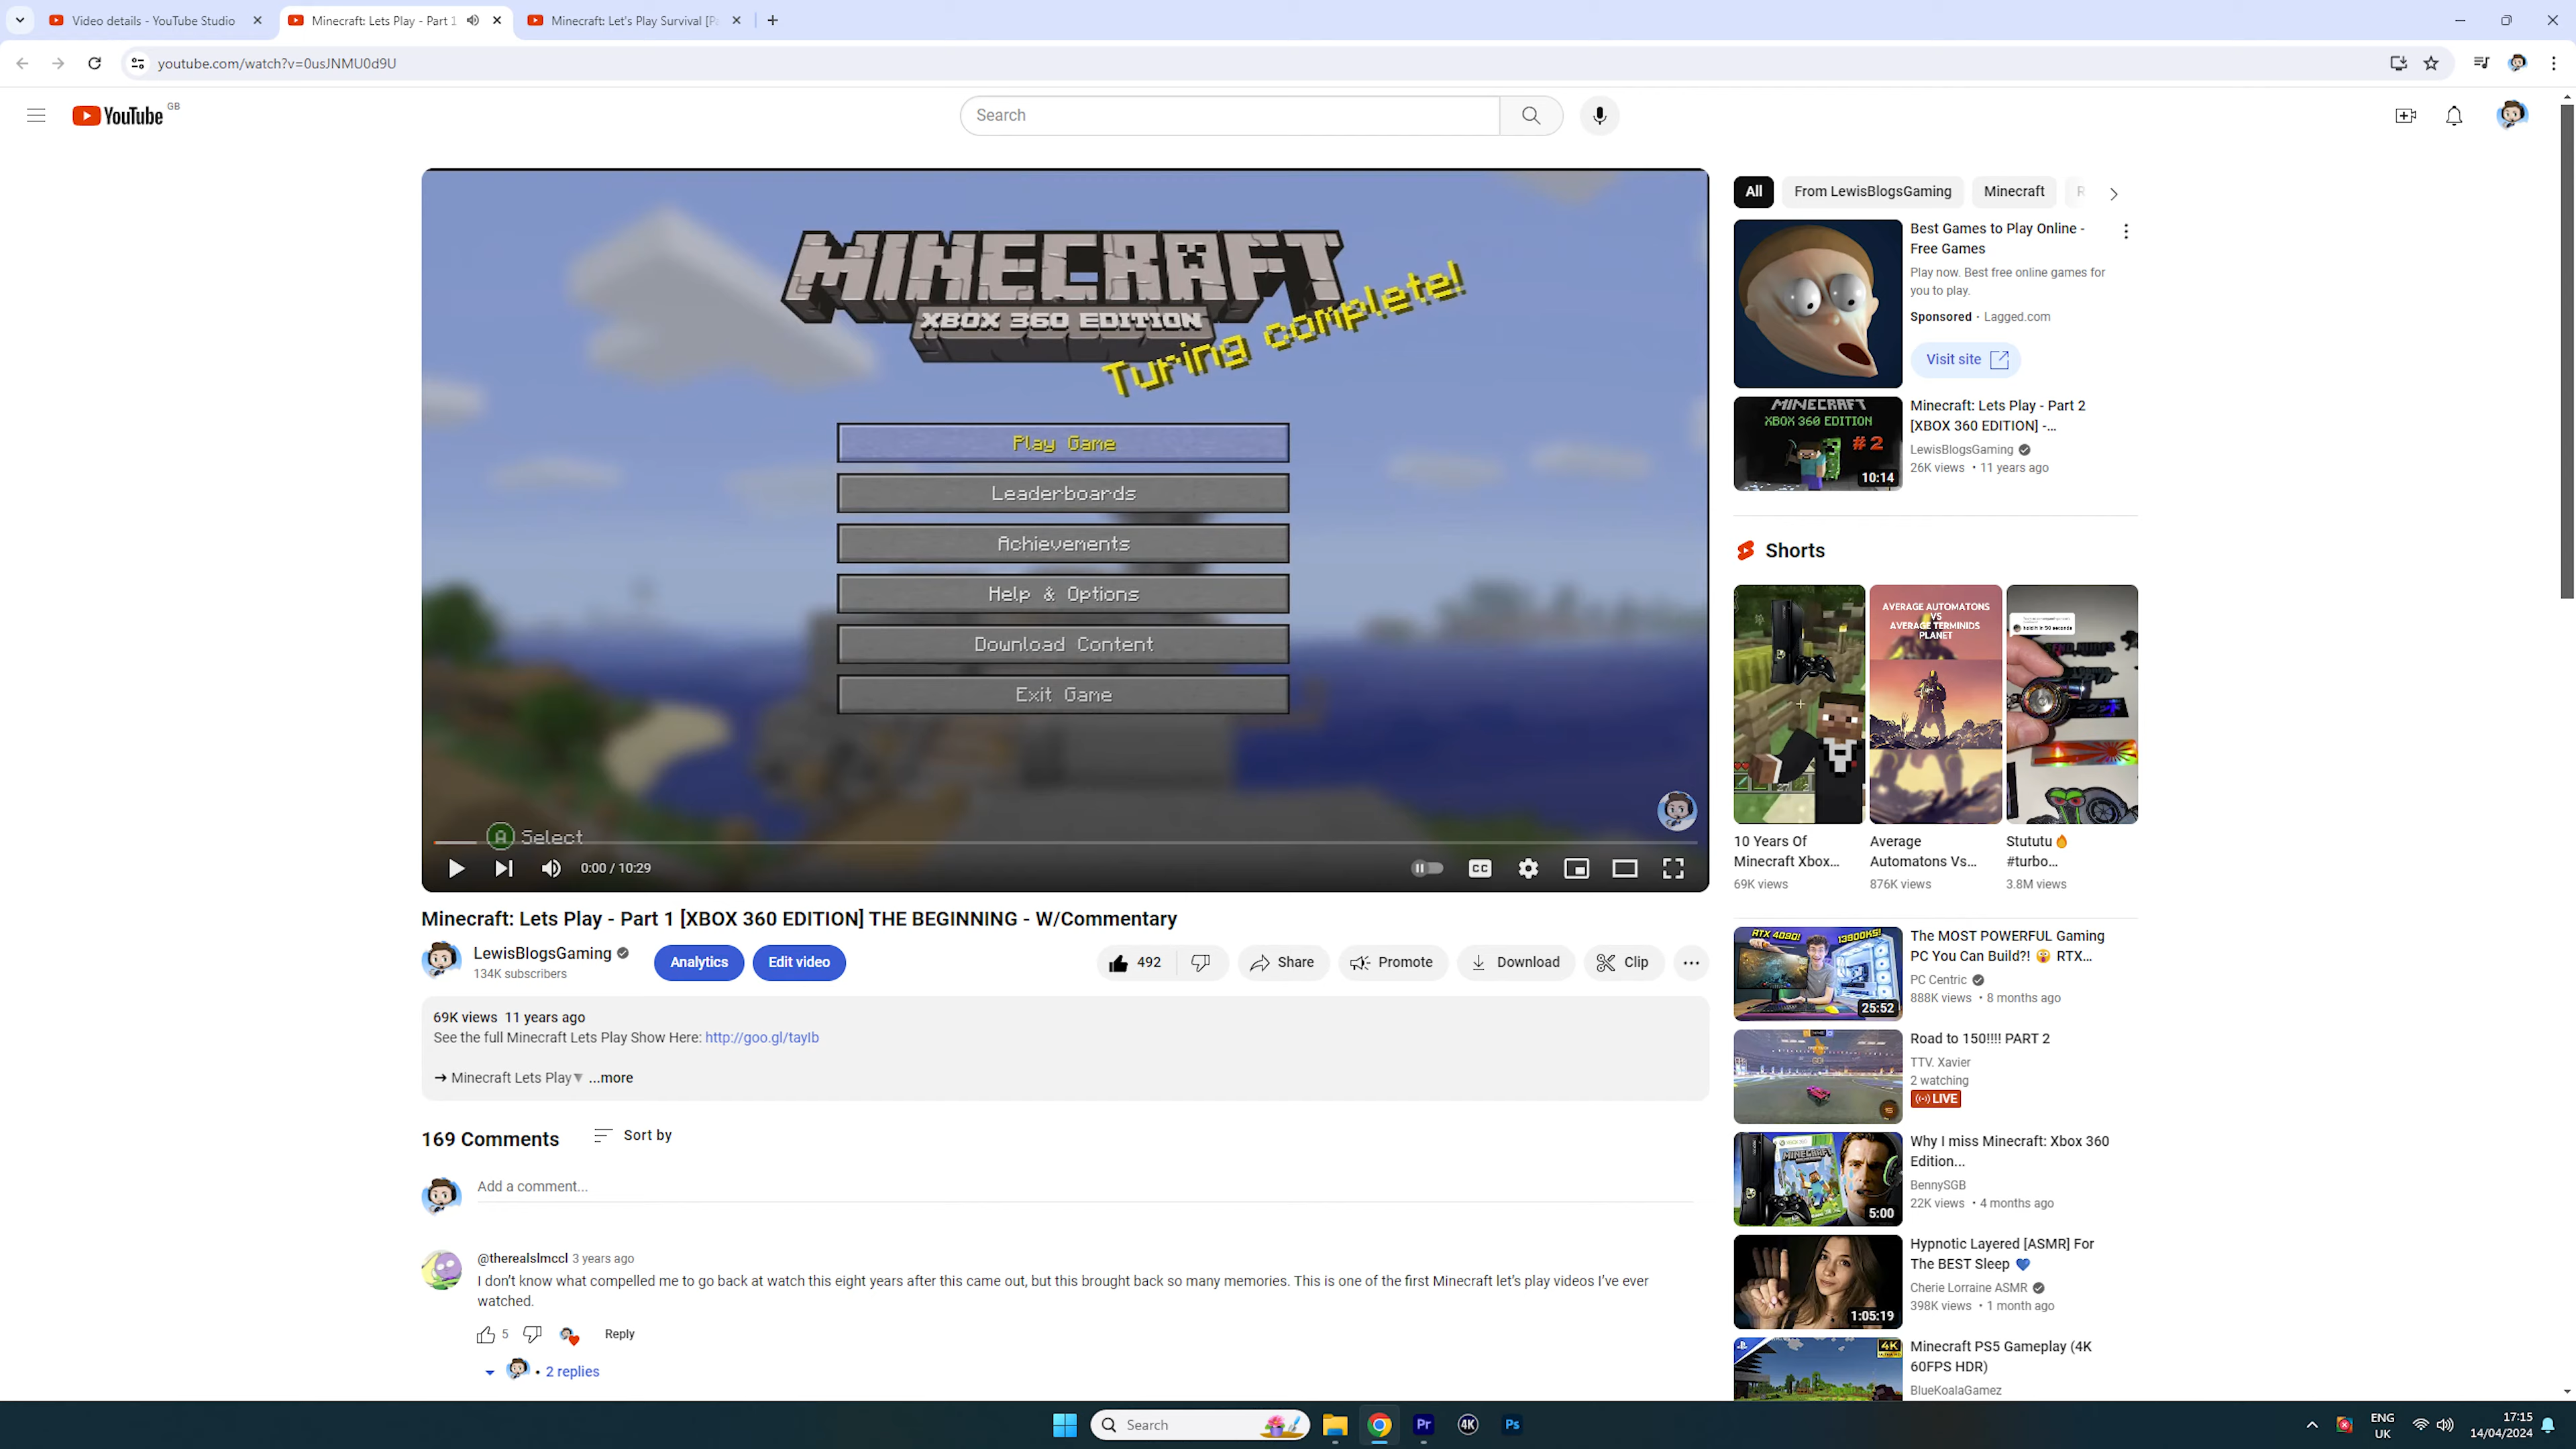 Video details - YouTube Studio
Minecraft: Lets Play - Part 1
Minecraft: Let's Play Survival [Pa
youtube.com/watch?v=0usJNMU0d9U
YouTube GB
Search
MINECRAFT
XBOX 360 EDITION
Turing complete!
Play Game
Leaderboards
Achievements
Help & Options
Download Content
Exit Game
A Select
0:00 / 10:29
CC
Minecraft: Lets Play - Part 1 [XBOX 360 EDITION] THE BEGINNING - W/Commentary
LewisBlogsGaming
134K subscribers
Analytics
Edit video
492
Share
Promote
Download
Clip
69K views 11 years ago
See the full Minecraft Lets Play Show Here: http://goo.gl/tayIb
→ Minecraft Lets Play▼ ...more
169 Comments
Sort by
Add a comment...
@therealslmccl 3 years ago
I don't know what compelled me to go back at watch this eight years after this came out, but this brought back so many memories. This is one of the first Minecraft let's play videos I've ever
watched.
5
Reply
• 2 replies
All
From LewisBlogsGaming
Minecraft
R
Best Games to Play Online -
Free Games
Play now. Best free online games for
you to play.
Sponsored · Lagged.com
Visit site
MINECRAFT
XBOX 360 EDITION
#2
10:14
Minecraft: Lets Play - Part 2
[XBOX 360 EDITION] -...
LewisBlogsGaming
26K views • 11 years ago
Shorts
AVERAGE AUTOMATONS
VS
AVERAGE TERMINIDS
PLANET
10 Years Of
Minecraft Xbox...
69K views
Average
Automatons Vs...
876K views
Stututu🔥
#turbo...
3.8M views
RTX 4090! 13900KS!
25:52
The MOST POWERFUL Gaming
PC You Can Build?! 😱 RTX...
PC Centric
888K views • 8 months ago
Road to 150!!!! PART 2
TTV. Xavier
2 watching
LIVE
MINECRAFT
5:00
Why I miss Minecraft: Xbox 360
Edition...
BennySGB
22K views • 4 months ago
1:05:19
Hypnotic Layered [ASMR] For
The BEST Sleep 💙
Cherie Lorraine ASMR
398K views • 1 month ago
4K
Minecraft PS5 Gameplay (4K
60FPS HDR)
BlueKoalaGamez
Search
Pr
4K
Ps
ENG
UK
17:15
14/04/2024